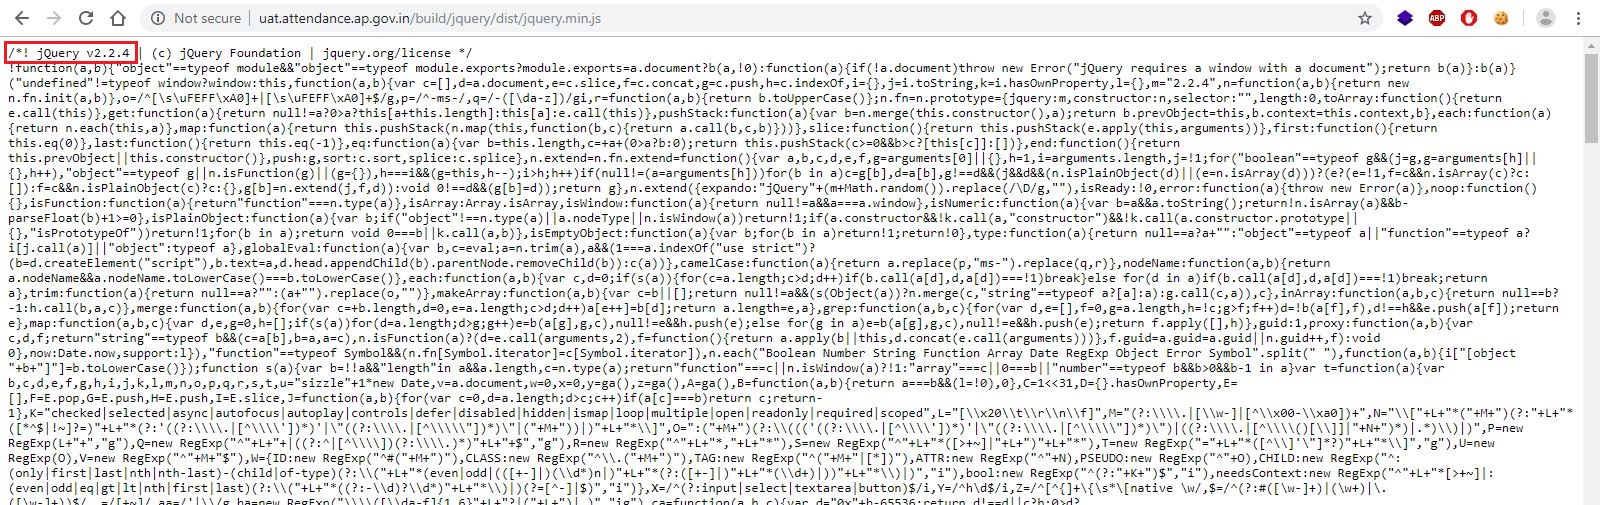 Not secure | uat.attendance.ap.gov.in/build/jquery/dist/jquery.min.js
ABP
/*! jQuery v2.2.4 | (c) jQuery Foundation | jquery.org/license */
!function(a,b){"object"==typeof module&&"object"==typeof module.exports?module.exports=a.document?b(a,!0):function(a){if(!a.document)throw new Error("jQuery requires a window with a document");return b(a)}:b(a)}
("undefined"!=typeof window?window:this,function(a,b){var c=[],d=a.document,e=c.slice,f=c.concat,g=c.push,h=c.indexOf,i={},j=i.toString,k=i.hasOwnProperty,l={},m="2.2.4",n=function(a,b){return new
n.fn.init(a,b)},o=/^[\s\uFEFF\xA0]+|[\s\uFEFF\xA0]+$/g,p=/^-ms-/,q=/-([\da-z])/gi,r=function(a,b){return b.toUpperCase()};n.fn=n.prototype={jquery:m,constructor:n,selector:"",length:0,toArray:function(){return
e.call(this)},get:function(a){return null!=a?0>a?this[a+this.length]:this[a]:e.call(this)},pushStack:function(a){var b=n.merge(this.constructor(),a);return b.prevObject=this,b.context=this.context,b},each:function(a)
{return n.each(this,a)},map:function(a){return this.pushStack(n.map(this,function(b,c){return a.call(b,c,b)}))},slice:function(){return this.pushStack(e.apply(this,arguments))},first:function(){return
this.eq(0)},last:function(){return this.eq(-1)},eq:function(a){var b=this.length,c=+a+(0>a?b:0);return this.pushStack(c>=0&&b>c?[this[c]]:[])},end:function(){return
this.prevObject||this.constructor()},push:g,sort:c.sort,splice:c.splice},n.extend=n.fn.extend=function(){var a,b,c,d,e,f,g=arguments[0]||{},h=1,i=arguments.length,j=!1;for("boolean"==typeof g&&(j=g,g=arguments[h]||
{},h++),"object"==typeof g||n.isFunction(g)||(g={}),h===i&&(g=this,h--);i>h;h++)if(null!=(a=arguments[h]))for(b in a)c=g[b],d=a[b],g!==d&&(j&&d&&(n.isPlainObject(d)||(e=n.isArray(d)))?(e?(e=!1,f=c&&n.isArray(c)?c:
[]):f=c&&n.isPlainObject(c)?c:{},g[b]=n.extend(j,f,d)):void 0!==d&&(g[b]=d));return g},n.extend({expando:"jQuery"+(m+Math.random()).replace(/\D/g,""),isReady:!0,error:function(a){throw new Error(a)},noop:function()
{},isFunction:function(a){return"function"===n.type(a)},isArray:Array.isArray,isWindow:function(a){return null!=a&&a===a.window},isNumeric:function(a){var b=a&&a.toString();return!n.isArray(a)&&b-
parseFloat(b)+1>=0},isPlainObject:function(a){var b;if("object"!==n.type(a)||a.nodeType||n.isWindow(a))return!1;if(a.constructor&&!k.call(a,"constructor")&&!k.call(a.constructor.prototype||
{},"isPrototypeOf"))return!1;for(b in a);return void 0===b||k.call(a,b)},isEmptyObject:function(a){var b;for(b in a)return!1;return!0},type:function(a){return null==a?a+"":"object"==typeof a||"function"==typeof a?
i[j.call(a)]||"object":typeof a},globalEval:function(a){var b,c=eval;a=n.trim(a),a&&(1===a.indexOf("use strict")?
(b=d.createElement("script"),b.text=a,d.head.appendChild(b).parentNode.removeChild(b)):c(a))},camelCase:function(a){return a.replace(p,"ms-").replace(q,r)},nodeName:function(a,b){return
a.nodeName&&a.nodeName.toLowerCase()===b.toLowerCase()},each:function(a,b){var c,d=0;if(s(a)){for(c=a.length;c>d;d++)if(b.call(a[d],d,a[d])===!1)break}else for(d in a)if(b.call(a[d],d,a[d])===!1)break;return
a},trim:function(a){return null==a?"":(a+"").replace(o,"")},makeArray:function(a,b){var c=b||[];return null!=a&&(s(Object(a))?n.merge(c,"string"==typeof a?[a]:a):g.call(c,a)),c},inArray:function(a,b,c){return null==b?
-1:h.call(b,a,c)},merge:function(a,b){for(var c=+b.length,d=0,e=a.length;c>d;d++)a[e++]=b[d];return a.length=e,a},grep:function(a,b,c){for(var d,e=[],f=0,g=a.length,h=!c;g>f;f++)d=!b(a[f],f),d!==h&&e.push(a[f]);return
e},map:function(a,b,c){var d,e,g=0,h=[];if(s(a))for(d=a.length;d>g;g++)e=b(a[g],g,c),null!=e&&h.push(e);else for(g in a)e=b(a[g],g,c),null!=e&&h.push(e);return f.apply([],h)},guid:1,proxy:function(a,b){var
c,d,f;return"string"==typeof b&&(c=a[b],b=a,a=c),n.isFunction(a)?(d=e.call(arguments,2),f=function(){return a.apply(b||this,d.concat(e.call(arguments)))},f.guid=a.guid=a.guid||n.guid++,f):void
0},now:Date.now,support:l}),"function"==typeof Symbol&&(n.fn[Symbol.iterator]=c[Symbol.iterator]),n.each("Boolean Number String Function Array Date RegExp Object Error Symbol".split(" "),function(a,b){i["[object
"+b+"]"]=b.toLowerCase()});function s(a){var b=!!a&&"length"in a&&a.length,c=n.type(a);return"function"===c||n.isWindow(a)?!1:"array"===c||0===b||"number"==typeof b&&b>0&&b-1 in a}var t=function(a){var
b,c,d,e,f,g,h,i,j,k,l,m,n,o,p,q,r,s,t,u="sizzle"+1*new Date,v=a.document,w=0,x=0,y=ga(),z=ga(),A=ga(),B=function(a,b){return a===b&&(l=!0),0},C=1<<31,D={}.hasOwnProperty,E=
[],F=E.pop,G=E.push,H=E.push,I=E.slice,J=function(a,b){for(var c=0,d=a.length;d>c;c++)if(a[c]===b)return c;return-
1},K="checked|selected|async|autofocus|autoplay|controls|defer|disabled|hidden|ismap|loop|multiple|open|readonly|required|scoped",L="[\\x20\\t\\r\\n\\f]",M="(?:\\\\.|[\\w-]|[^\\x00-\\xa0])+",N="\\["+L+"*("+M+")(?:"+L+"*
([*^$|!~]?=)"+L+"*(?:'((?:\\\\.|[^\\\\'])*)'|\"((?:\\\\.|[^\\\\\"])*)\"|("+M+"))|)"+L+"*\\]",O=":("+M+")(?:\\((('((?:\\\\.|[^\\\\'])*)'|\"((?:\\\\.|[^\\\\\"])*)\")|((?:\\\\.|[^\\\\()[\\]]|"+N+")*)|.*)\\)|)",P=new
RegExp(L+"+","g"),Q=new RegExp("^"+L+"+|((?:^|[^\\\\])(?:\\\\.)*)"+L+"+$","g"),R=new RegExp("^"+L+"*,"+L+"*"),S=new RegExp("^"+L+"*([>+~]|"+L+")"+L+"*"),T=new RegExp("="+L+"*([^\\]'\"]*?)"+L+"*\\]","g"),U=new
RegExp(O),V=new RegExp("^"+M+"$"),W={ID:new RegExp("^#("+M+")"),CLASS:new RegExp("^\\.("+M+")"),TAG:new RegExp("^("+M+"|[*])"),ATTR:new RegExp("^"+N),PSEUDO:new RegExp("^"+O),CHILD:new RegExp("^:
(only|first|last|nth|nth-last)-(child|of-type)(?:\\("+L+"*(even|odd|(([+-]|)(\\d*)n|)"+L+"*(?:([+-]|)"+L+"*(\\d+)|))"+L+"*\\)|)","i"),bool:new RegExp("^(?:"+K+")$","i"),needsContext:new RegExp("^"+L+"*[>+~]|:
(even|odd|eq|gt|lt|nth|first|last)(?:\\("+L+"*((?:-\\d)?\\d*)"+L+"*\\)|)(?=[^-]|$)","i")},X=/^(?:input|select|textarea|button)$/i,Y=/^h\d$/i,Z=/^[^{]+\{\s*\[native \w/,$=/^(?:#([\w-]+)|(\w+)|\.
([\w-]+))$/,_=/[+~]/,aa=/'|\\/g,ba=new RegExp("\\\\([\\da-f]{1,6}"+L+"?|("+L+")|.)","ig"),ca=function(a,b,c){var d="0x"+b-65536;return d!==d||c?b:0>d?